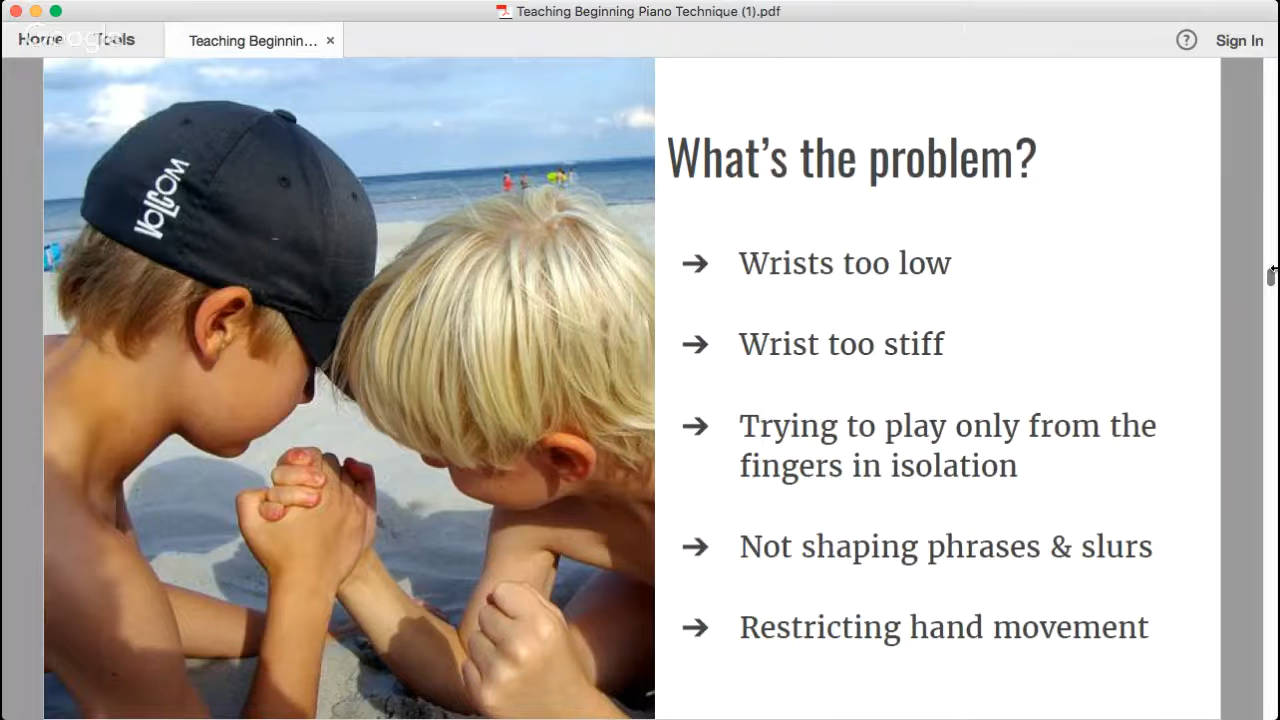 Teaching Beginning Piano Technique (1).pdf
Home
Tools
Google
Teaching Beginnin... ×
? Sign In
VOLCOM
What's the problem?
➔ Wrists too low
➔ Wrist too stiff
➔ Trying to play only from the
fingers in isolation
➔ Not shaping phrases & slurs
➔ Restricting hand movement